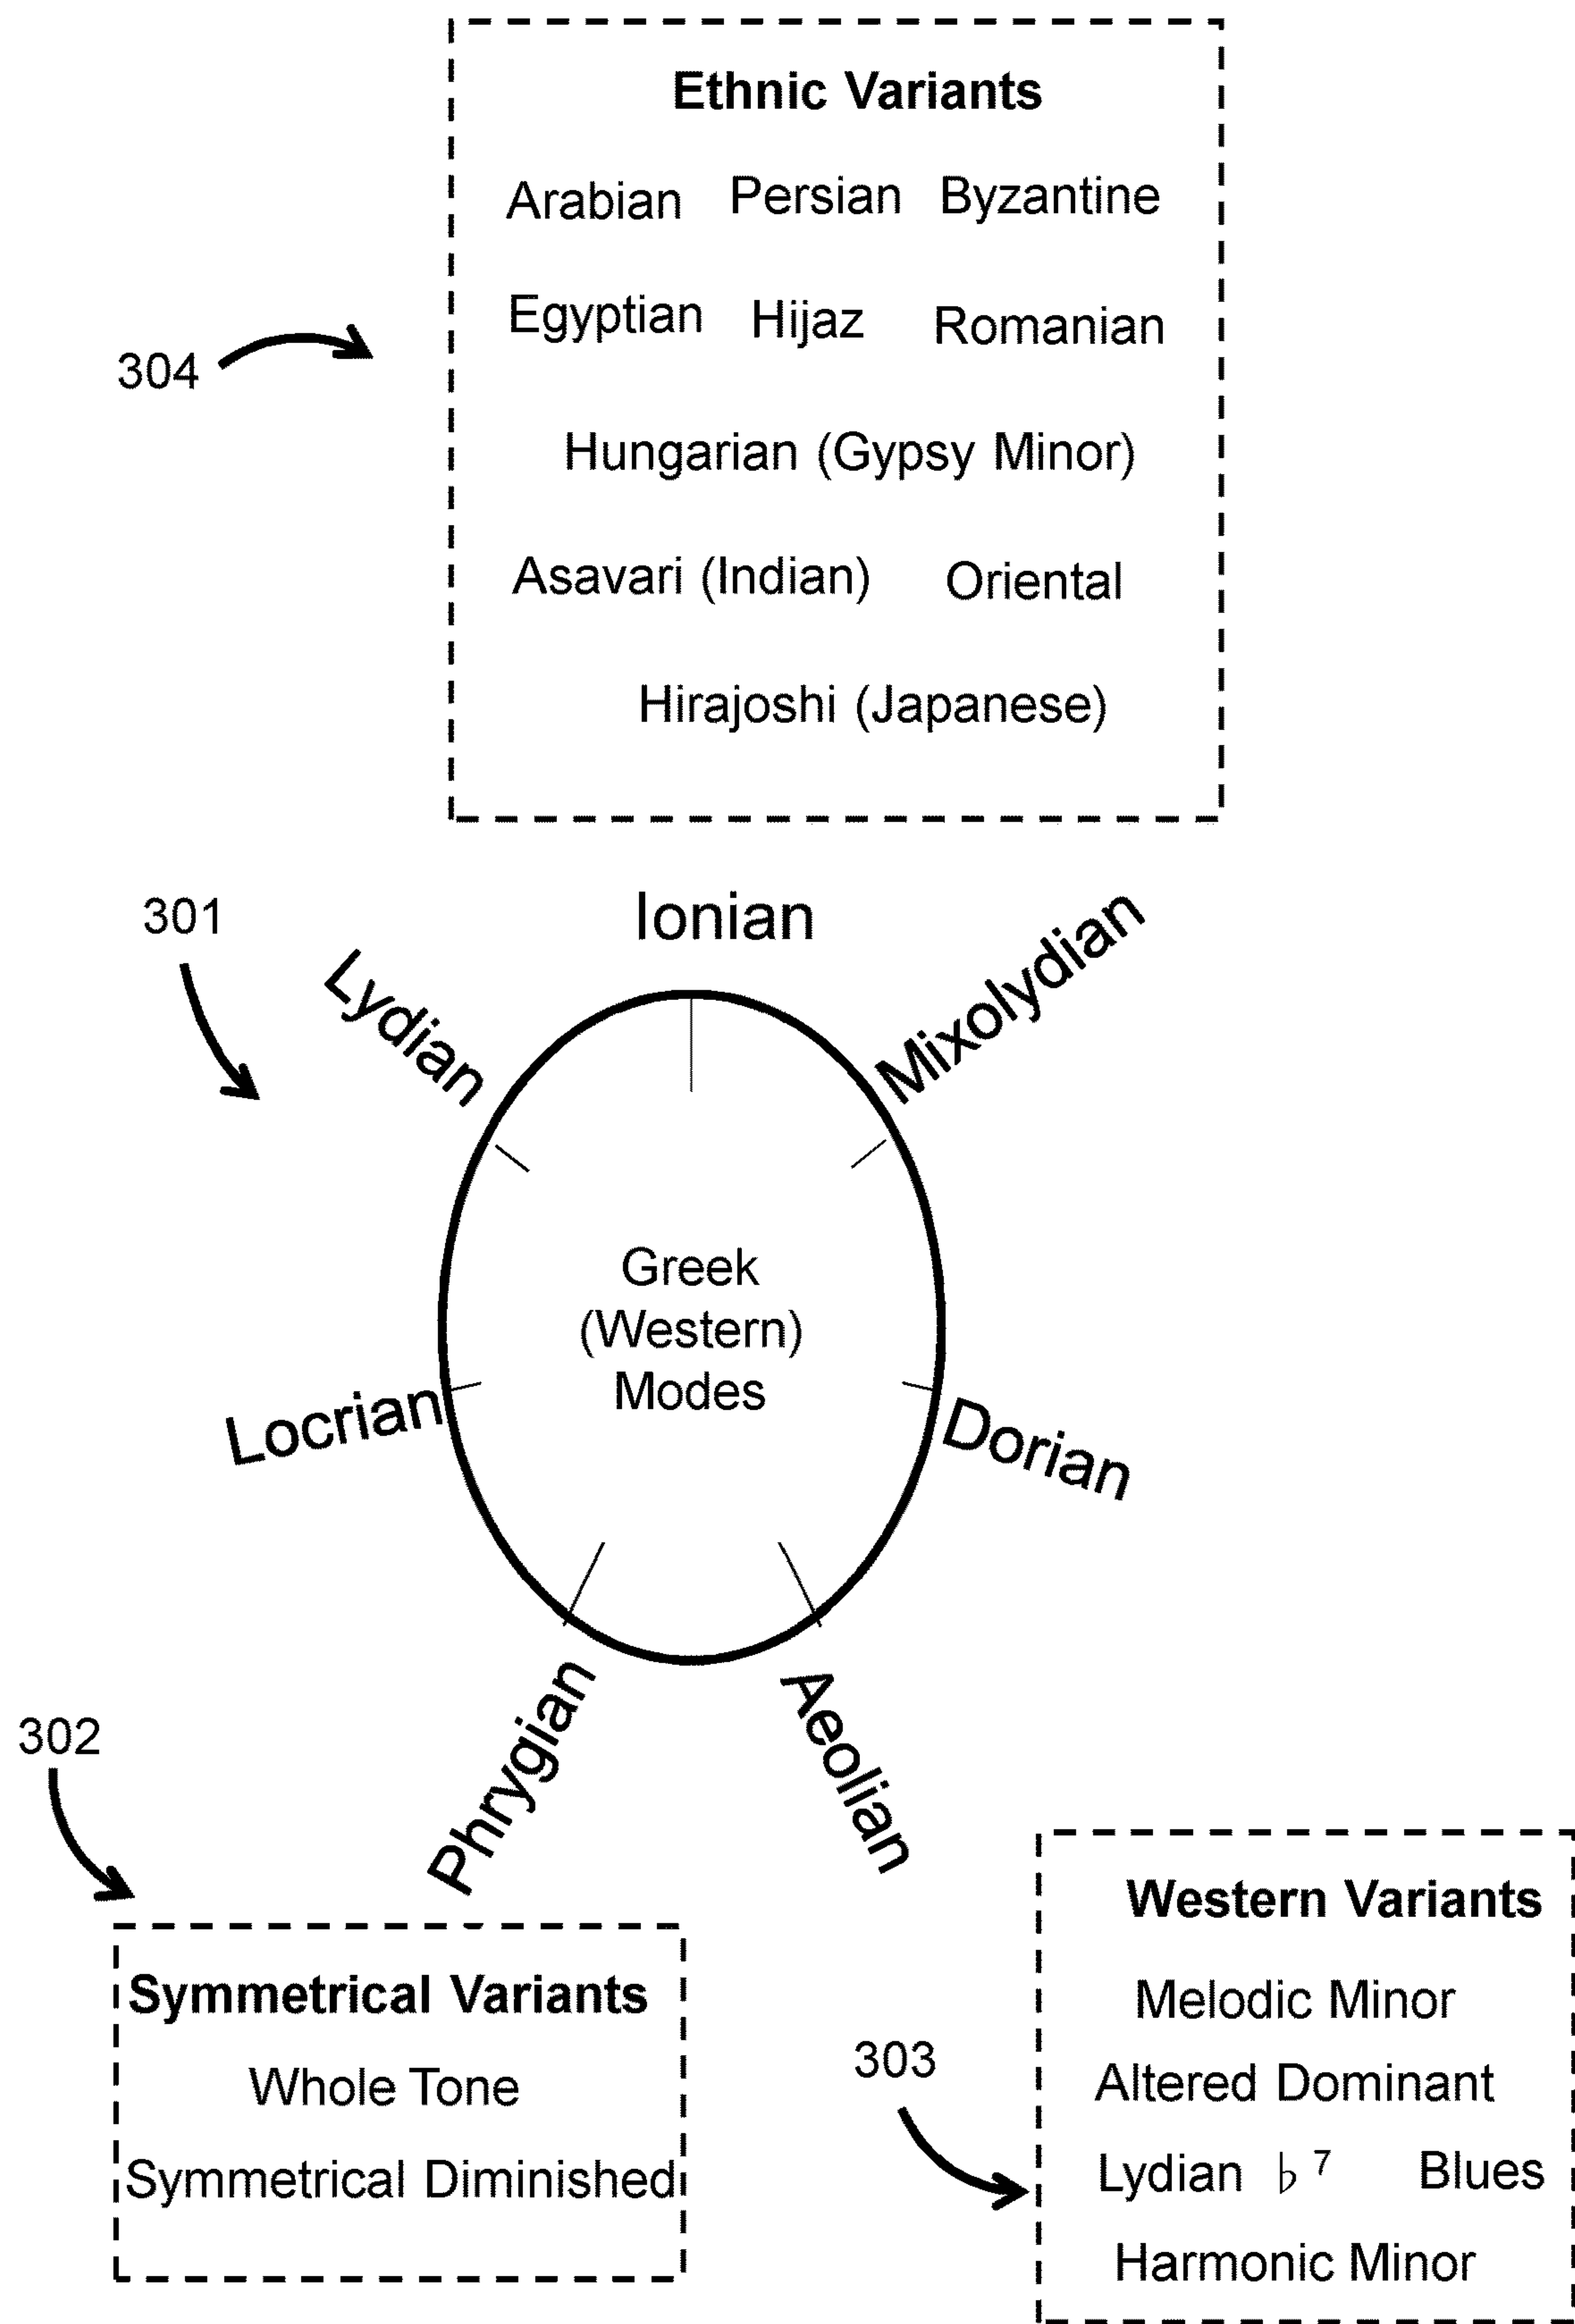 Ethnic Variants
Arabian Persian Byzantine
Egyptian Hijaz Romanian
304
Hungarian (Gypsy Minor)
Asavari (Indian) Oriental
Hirajoshi (Japanese)
301
Ionian
Lydian
Mixolydian
Greek
(Western)
Modes
Locrian
Dorian
Phrygian
Aeolian
302
Symmetrical Variants
Whole Tone
Symmetrical Diminished
303
Western Variants
Melodic Minor
Altered Dominant
Lydian ♭ 7 Blues
Harmonic Minor